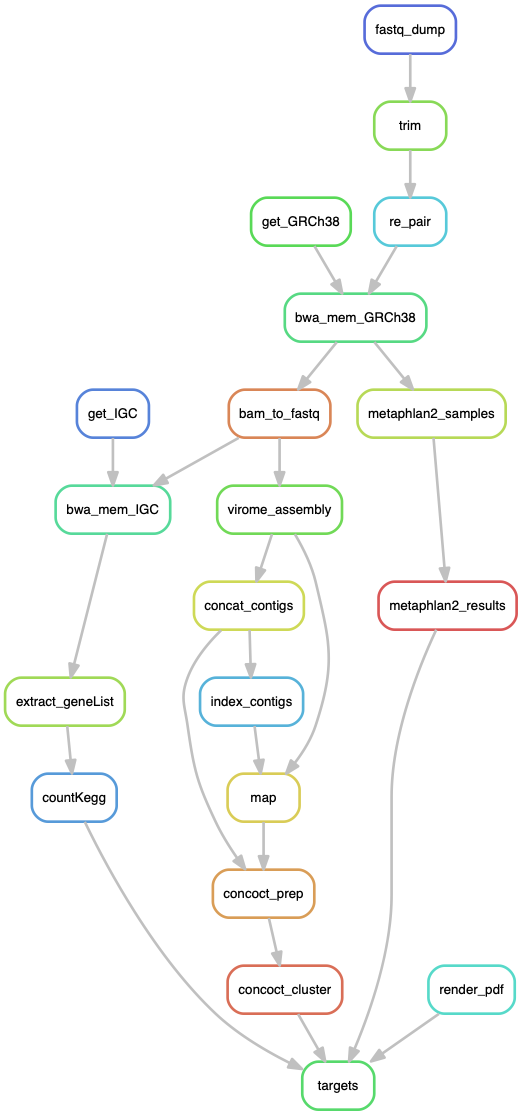 fastq_dump
trim
get_GRCh38
re_pair
bwa_mem_GRCh38
get_IGC
bam_to_fastq
metaphlan2_samples
bwa_mem_IGC
virome_assembly
concat_contigs
metaphlan2_results
extract_geneList
index_contigs
countKegg
map
concoct_prep
concoct_cluster
render_pdf
targets